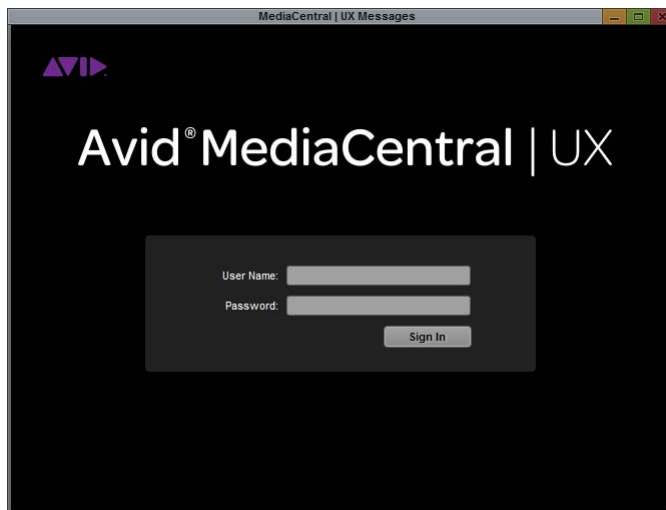 MediaCentral | UX Messages
AVID
Avid® MediaCentral | UX
User Name:
Password:
Sign In